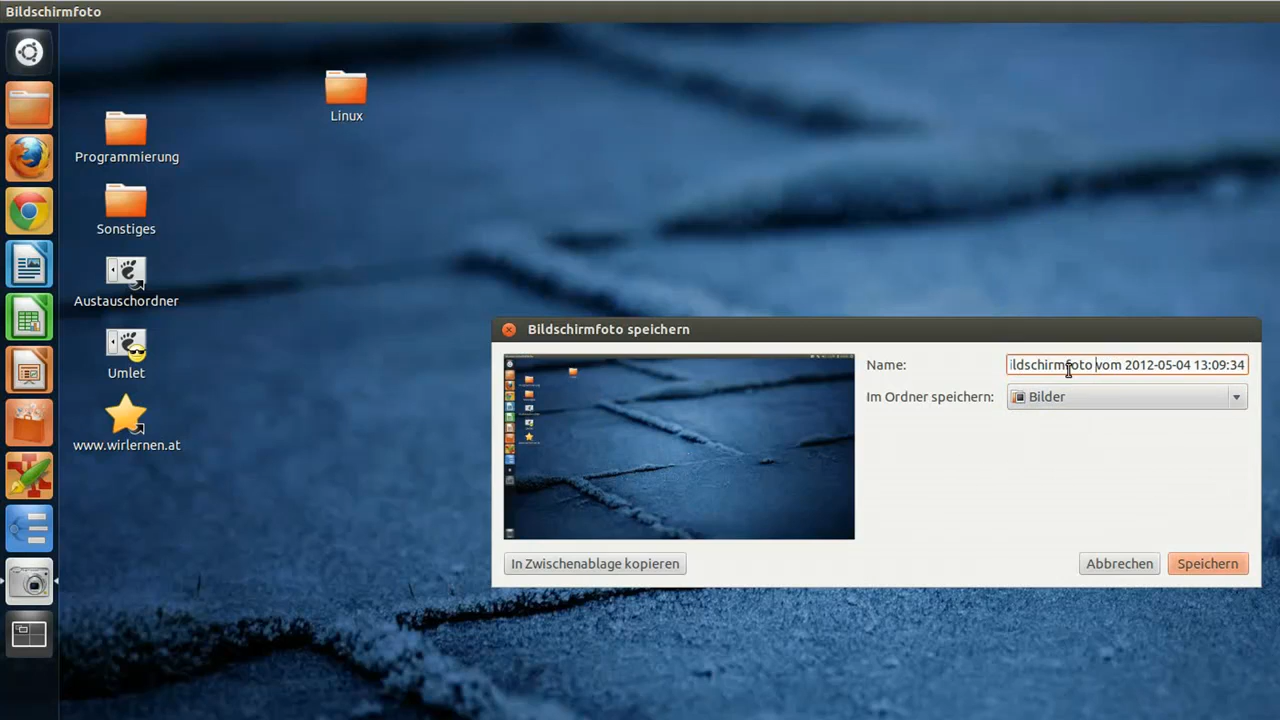 Bildschirmfoto
Linux
Programmierung
Sonstiges
Austauschordner
Umlet
www.wirlernen.at
Bildschirmfoto speichern
Name: ildschirmfoto vom 2012-05-04 13:09:34
Im Ordner speichern: Bilder
In Zwischenablage kopieren Abbrechen Speichern